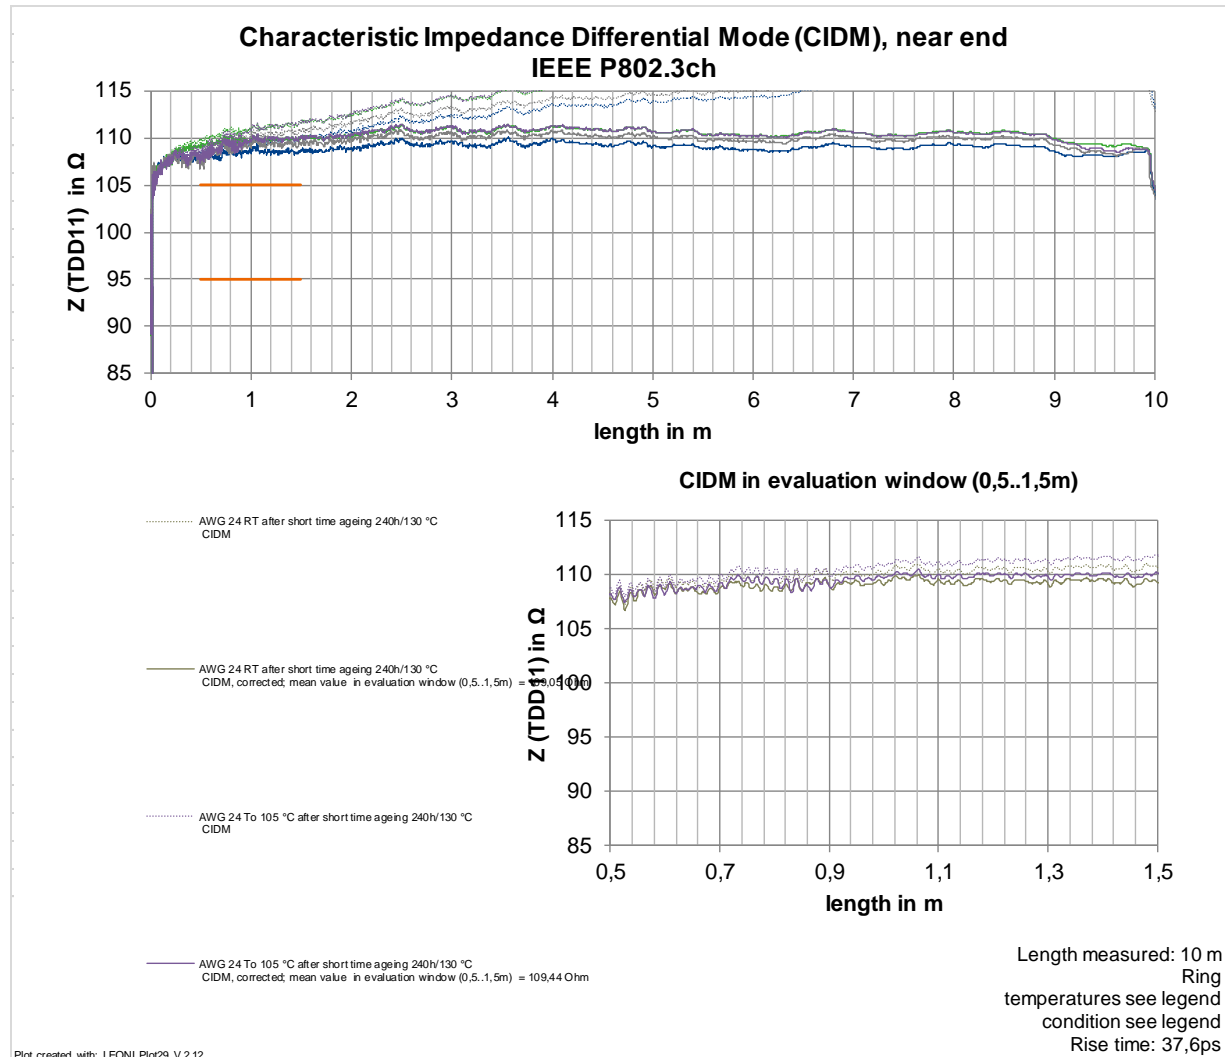 Characteristic Impedance Differential Mode (CIDM), near end
IEEE P802.3ch
115
110
105
100
95
90
85
Z (TDD11) in Ω
0 1 2 3 4 5 6 7 8 9 10
length in m
CIDM in evaluation window (0,5..1,5m)
AWG 24 RT after short time ageing 240h/130 °C
CIDM
AWG 24 RT after short time ageing 240h/130 °C
CIDM, corrected; mean value in evaluation window (0,5..1,5m) = 109,05 Ohm
AWG 24 To 105 °C after short time ageing 240h/130 °C
CIDM
AWG 24 To 105 °C after short time ageing 240h/130 °C
CIDM, corrected; mean value in evaluation window (0,5..1,5m) = 109,44 Ohm
115
110
105
100
95
90
85
Z (TDD11) in Ω
0,5 0,7 0,9 1,1 1,3 1,5
length in m
Length measured: 10 m
Ring
temperatures see legend
condition see legend
Rise time: 37,6ps
Plot created with: LEONI Plot29 V 2.12